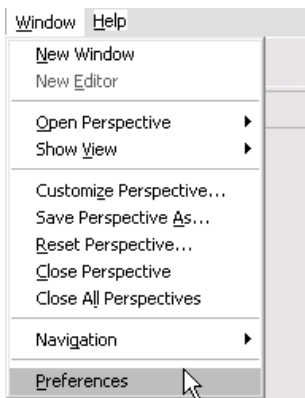 Window Help
New Window
New Editor
Open Perspective
Show View
Customize Perspective...
Save Perspective As...
Reset Perspective...
Close Perspective
Close All Perspectives
Navigation
Preferences